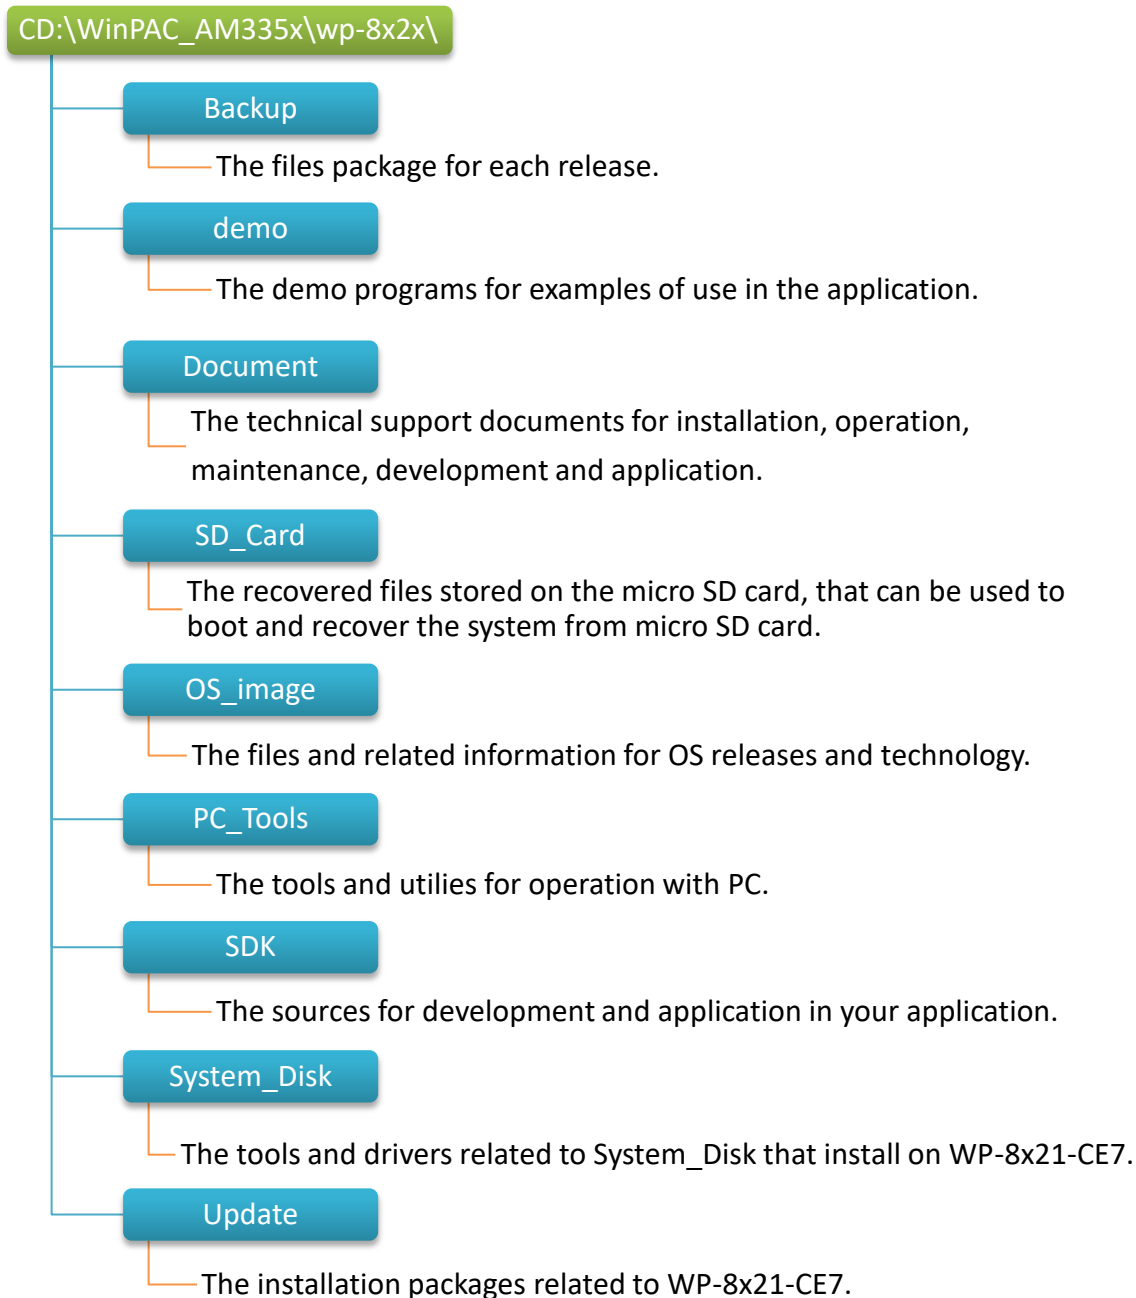 CD:\WinPAC_AM335x\wp-8x2x\
Backup
The files package for each release.
demo
The demo programs for examples of use in the application.
Document
The technical support documents for installation, operation,
maintenance, development and application.
SD_Card
The recovered files stored on the micro SD card, that can be used to
boot and recover the system from micro SD card.
OS_image
The files and related information for OS releases and technology.
PC_Tools
The tools and utilies for operation with PC.
SDK
The sources for development and application in your application.
System_Disk
The tools and drivers related to System_Disk that install on WP-8x21-CE7.
Update
The installation packages related to WP-8x21-CE7.